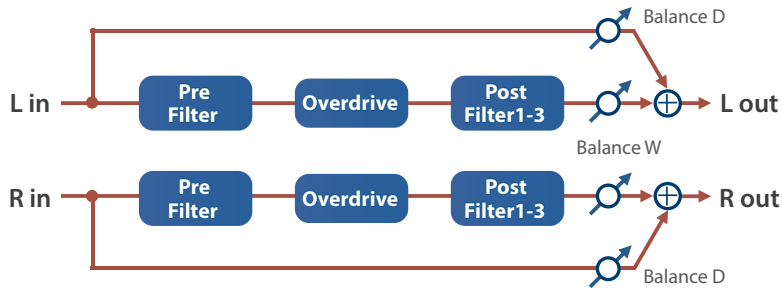 Balance D
L in
Pre
Filter
Overdrive
Post
Filter1-3
L out
Balance W
R in
Pre
Filter
Overdrive
Post
Filter1-3
R out
Balance D